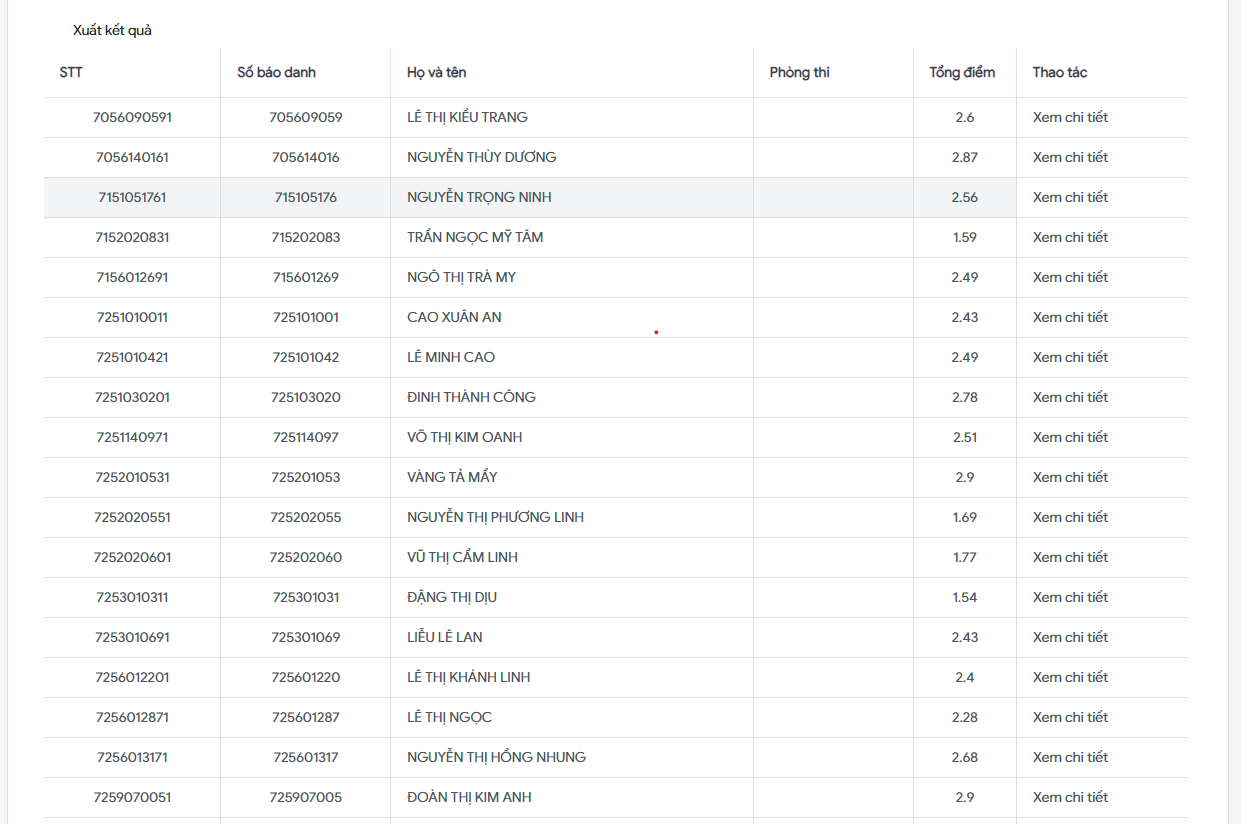 Xuất kết quả
STT Số báo danh Họ và tên Phòng thi Tổng điểm Thao tác
7056090591 705609059 LÊ THỊ KIỂU TRANG 2.6 Xem chi tiết
7056140161 705614016 NGUYỄN THÙY DƯƠNG 2.87 Xem chi tiết
7151051761 715105176 NGUYỄN TRỌNG NINH 2.56 Xem chi tiết
7152020831 715202083 TRẦN NGỌC MỸ TÂM 1.59 Xem chi tiết
7156012691 715601269 NGÔ THỊ TRÀ MY 2.49 Xem chi tiết
7251010011 725101001 CAO XUÂN AN 2.43 Xem chi tiết
7251010421 725101042 LÊ MINH CAO 2.49 Xem chi tiết
7251030201 725103020 ĐINH THÀNH CÔNG 2.78 Xem chi tiết
7251140971 725114097 VÕ THỊ KIM OANH 2.51 Xem chi tiết
7252010531 725201053 VÀNG TẢ MẨY 2.9 Xem chi tiết
7252020551 725202055 NGUYỄN THỊ PHƯƠNG LINH 1.69 Xem chi tiết
7252020601 725202060 VŨ THỊ CẨM LINH 1.77 Xem chi tiết
7253010311 725301031 ĐẶNG THỊ DỊU 1.54 Xem chi tiết
7253010691 725301069 LIỄU LÊ LAN 2.43 Xem chi tiết
7256012201 725601220 LÊ THỊ KHÁNH LINH 2.4 Xem chi tiết
7256012871 725601287 LÊ THỊ NGỌC 2.28 Xem chi tiết
7256013171 725601317 NGUYỄN THỊ HỒNG NHUNG 2.68 Xem chi tiết
7259070051 725907005 ĐOÀN THỊ KIM ANH 2.9 Xem chi tiết